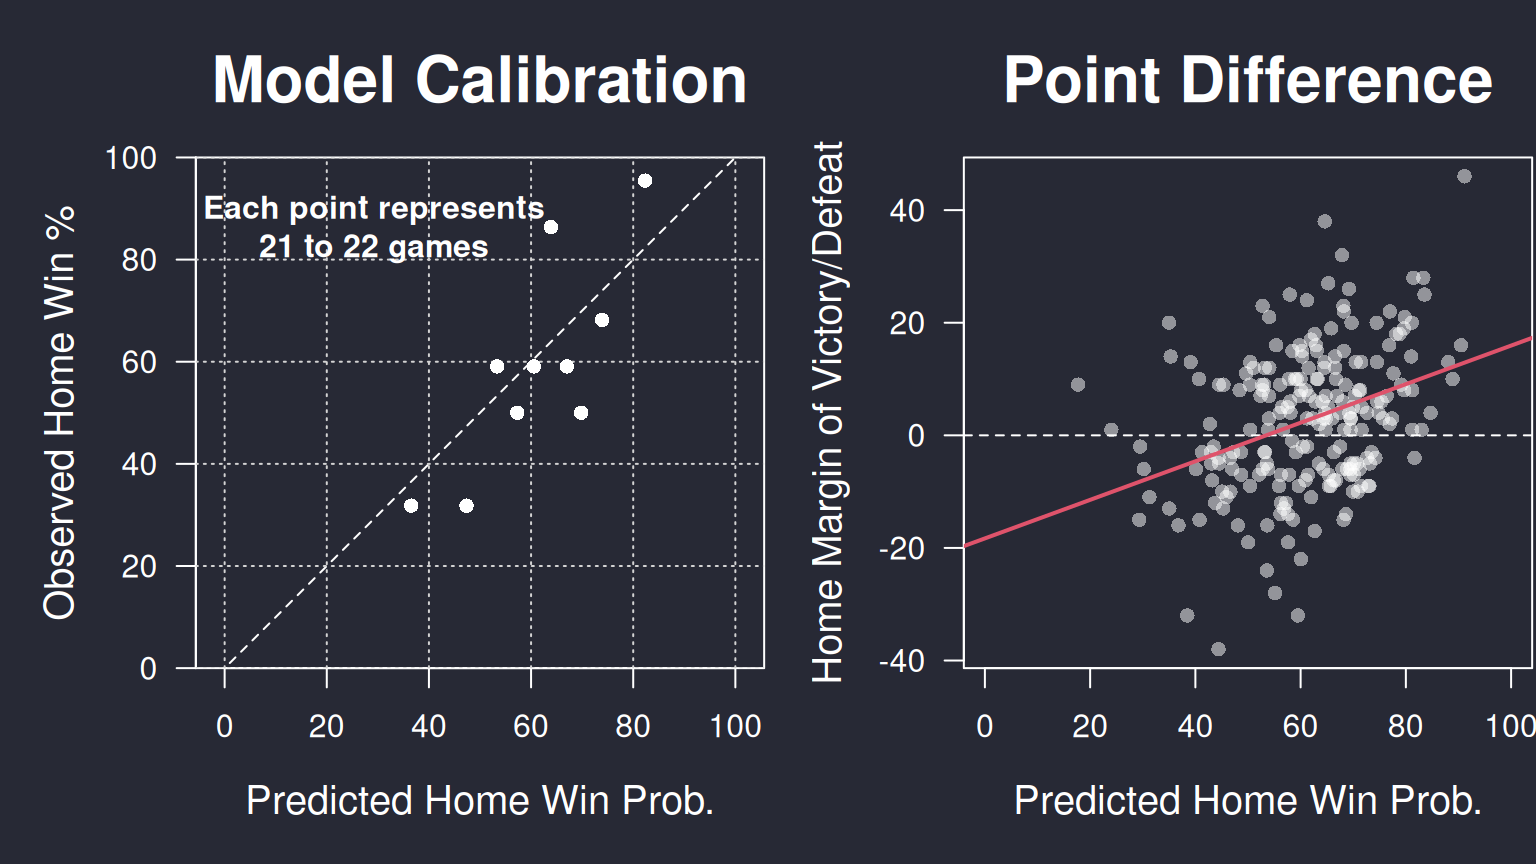 Model Calibration
Observed Home Win %
100
80
60
40
20
0
Each point represents
21 to 22 games
0 20 40 60 80 100
Predicted Home Win Prob.
Point Difference
Home Margin of Victory/Defeat
40
20
0
-20
-40
0 20 40 60 80 100
Predicted Home Win Prob.